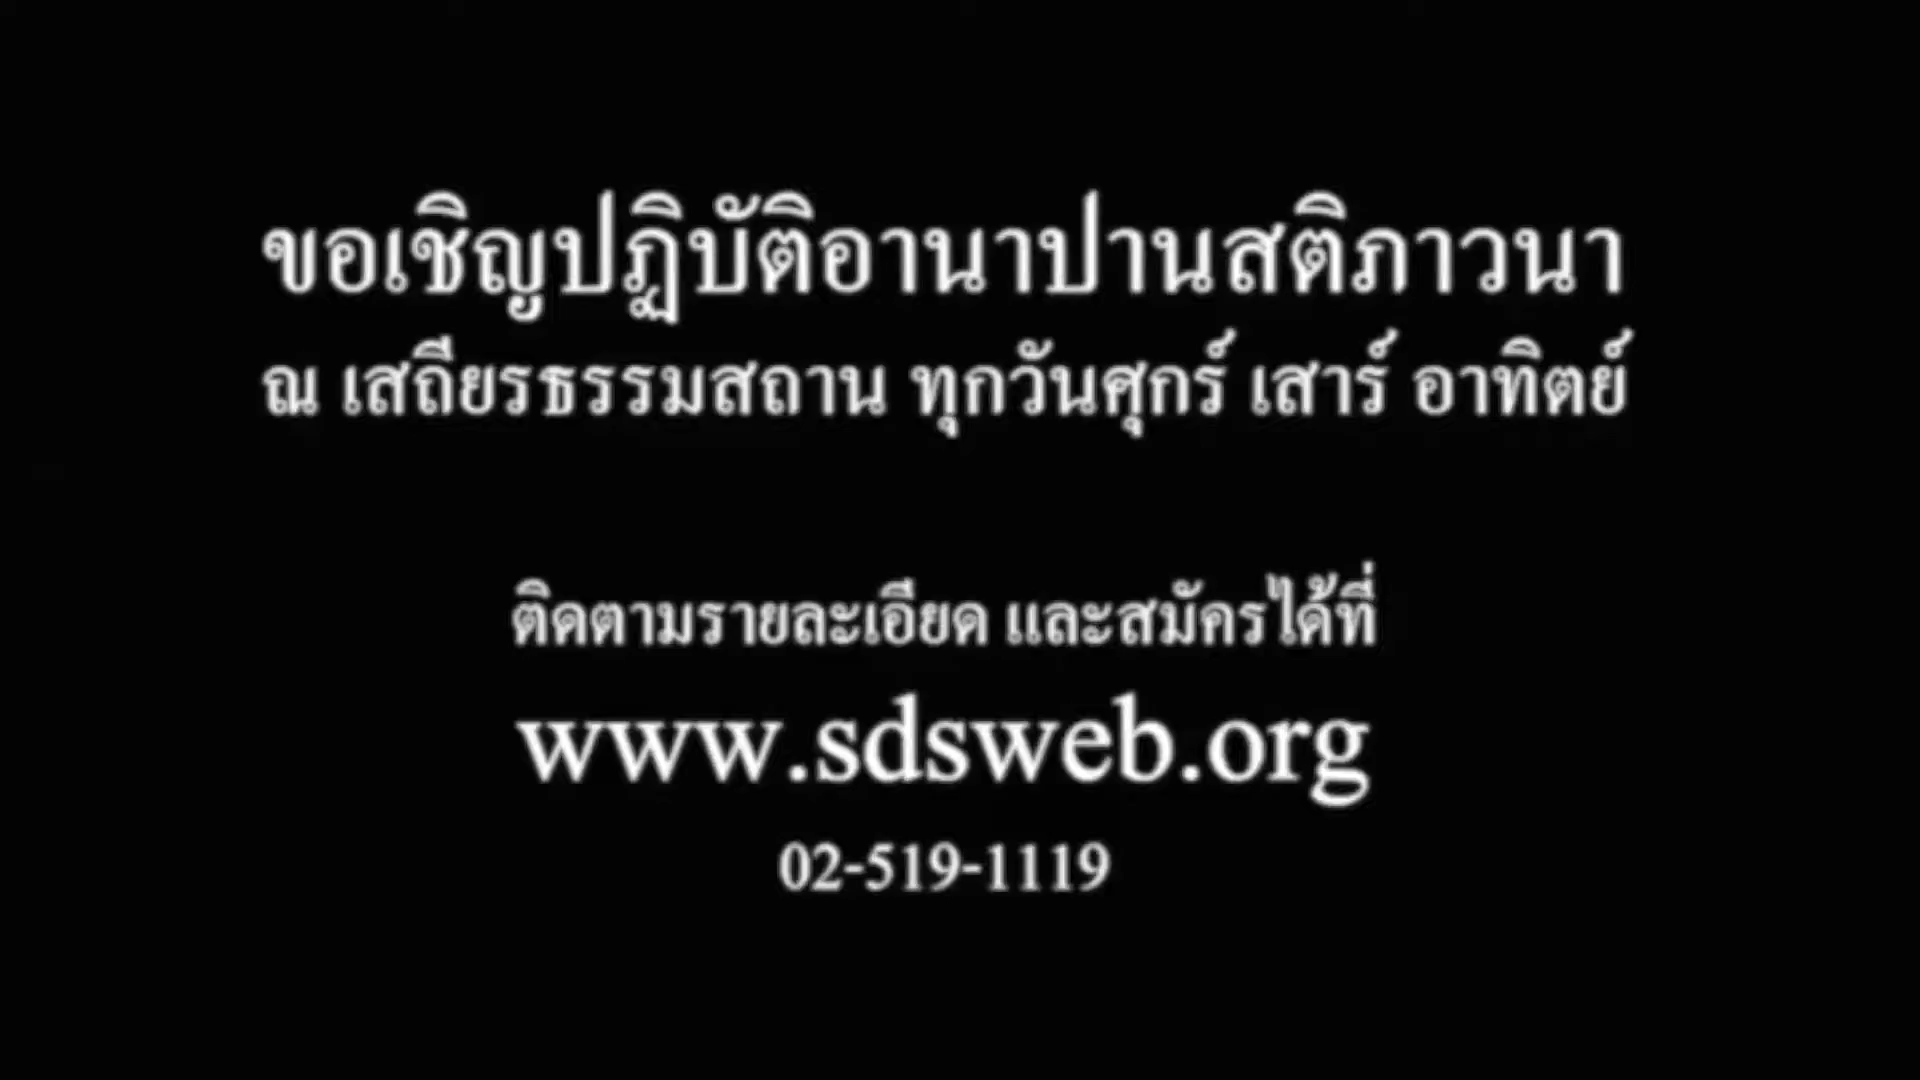 ขอเชิญปฏิบัติอานาปานสติภาวนา
ณ เสถียรธรรมสถาน ทุกวันศุกร์ เสาร์ อาทิตย์
ติดตามรายละเอียด และสมัครได้ที่
www.sdsweb.org
02-519-1119